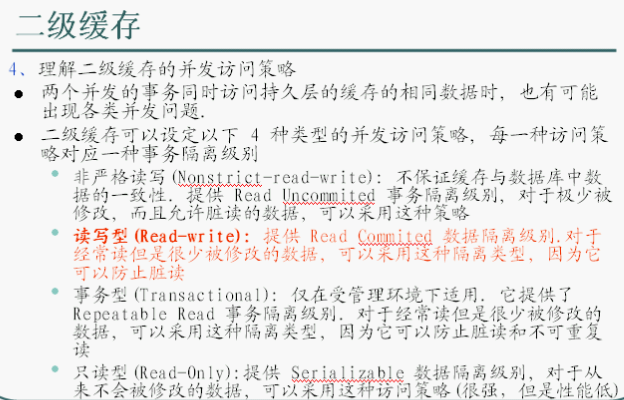 二级缓存
4、理解二级缓存的并发访问策略
● 两个并发的事务同时访问持久层的缓存的相同数据时, 也有可能
出现各类并发问题.
● 二级缓存可以设定以下 4 种类型的并发访问策略, 每一种访问策
略对应一种事务隔离级别
● 非严格读写(Nonstrict-read-write): 不保证缓存与数据库中数
据的一致性. 提供 Read Uncommited 事务隔离级别, 对于极少被
修改, 而且允许脏读的数据, 可以采用这种策略
● 读写型(Read-write): 提供 Read Commited 数据隔离级别.对于
经常读但是很少被修改的数据, 可以采用这种隔离类型, 因为它
可以防止脏读
● 事务型(Transactional): 仅在受管理环境下适用. 它提供了
Repeatable Read 事务隔离级别. 对于经常读但是很少被修改的
数据, 可以采用这种隔离类型, 因为它可以防止脏读和不可重复
读
● 只读型(Read-Only):提供 Serializable 数据隔离级别, 对于从
来不会被修改的数据, 可以采用这种访问策略(很强, 但是性能低)